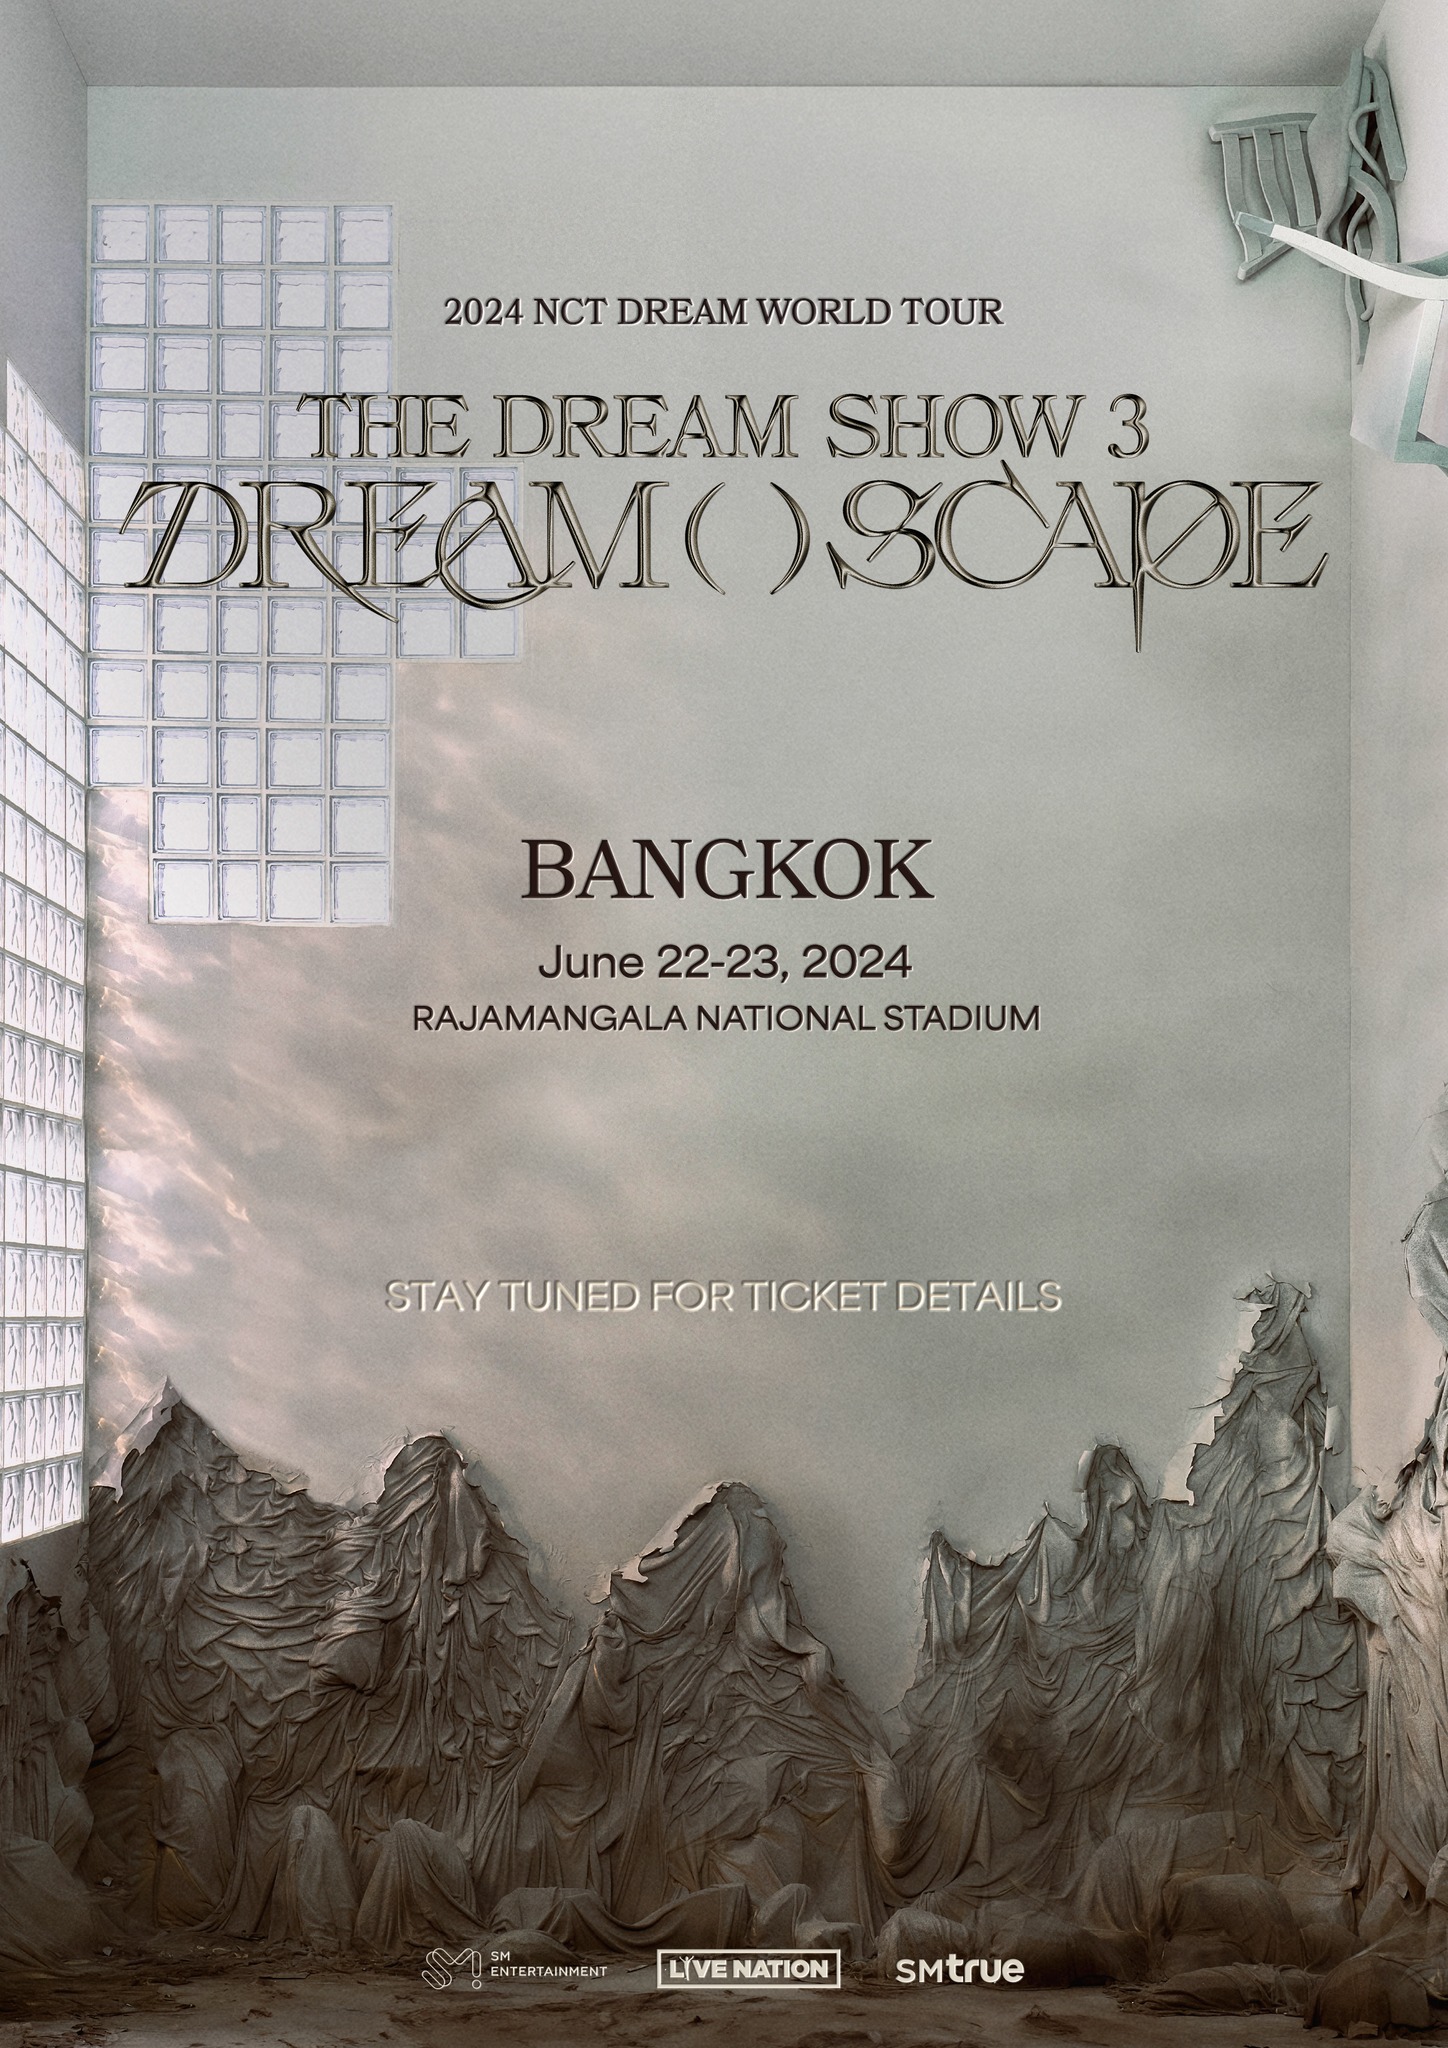 2024 NCT DREAM WORLD TOUR
THE DREAM SHOW 3
DREAM( )SCAPE
BANGKOK
June 22-23, 2024
RAJAMANGALA NATIONAL STADIUM
STAY TUNED FOR TICKET DETAILS
SM
ENTERTAINMENT
LIVE NATION
SMtrue